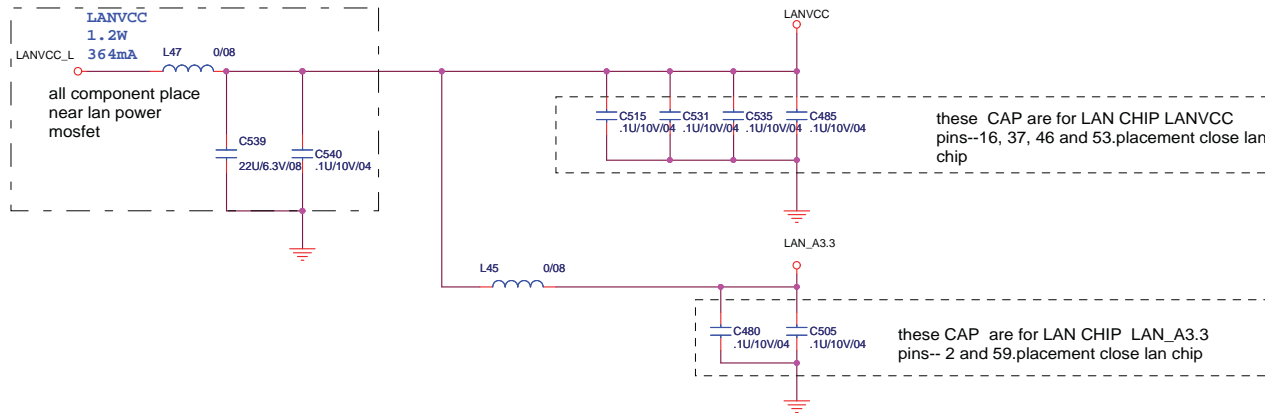 LANVCC
1.2W
364mA
LANVCC_L
L47
0/08
all component place
near lan power
mosfet
C539
22U/6.3V/08
C540
.1U/10V/04
LANVCC
C515
.1U/10V/04
C531
.1U/10V/04
C535
.1U/10V/04
C485
.1U/10V/04
these CAP are for LAN CHIP LANVCC
pins--16, 37, 46 and 53.placement close lan
chip
L45
0/08
LAN_A3.3
C480
.1U/10V/04
C505
.1U/10V/04
these CAP are for LAN CHIP LAN_A3.3
pins-- 2 and 59.placement close lan chip